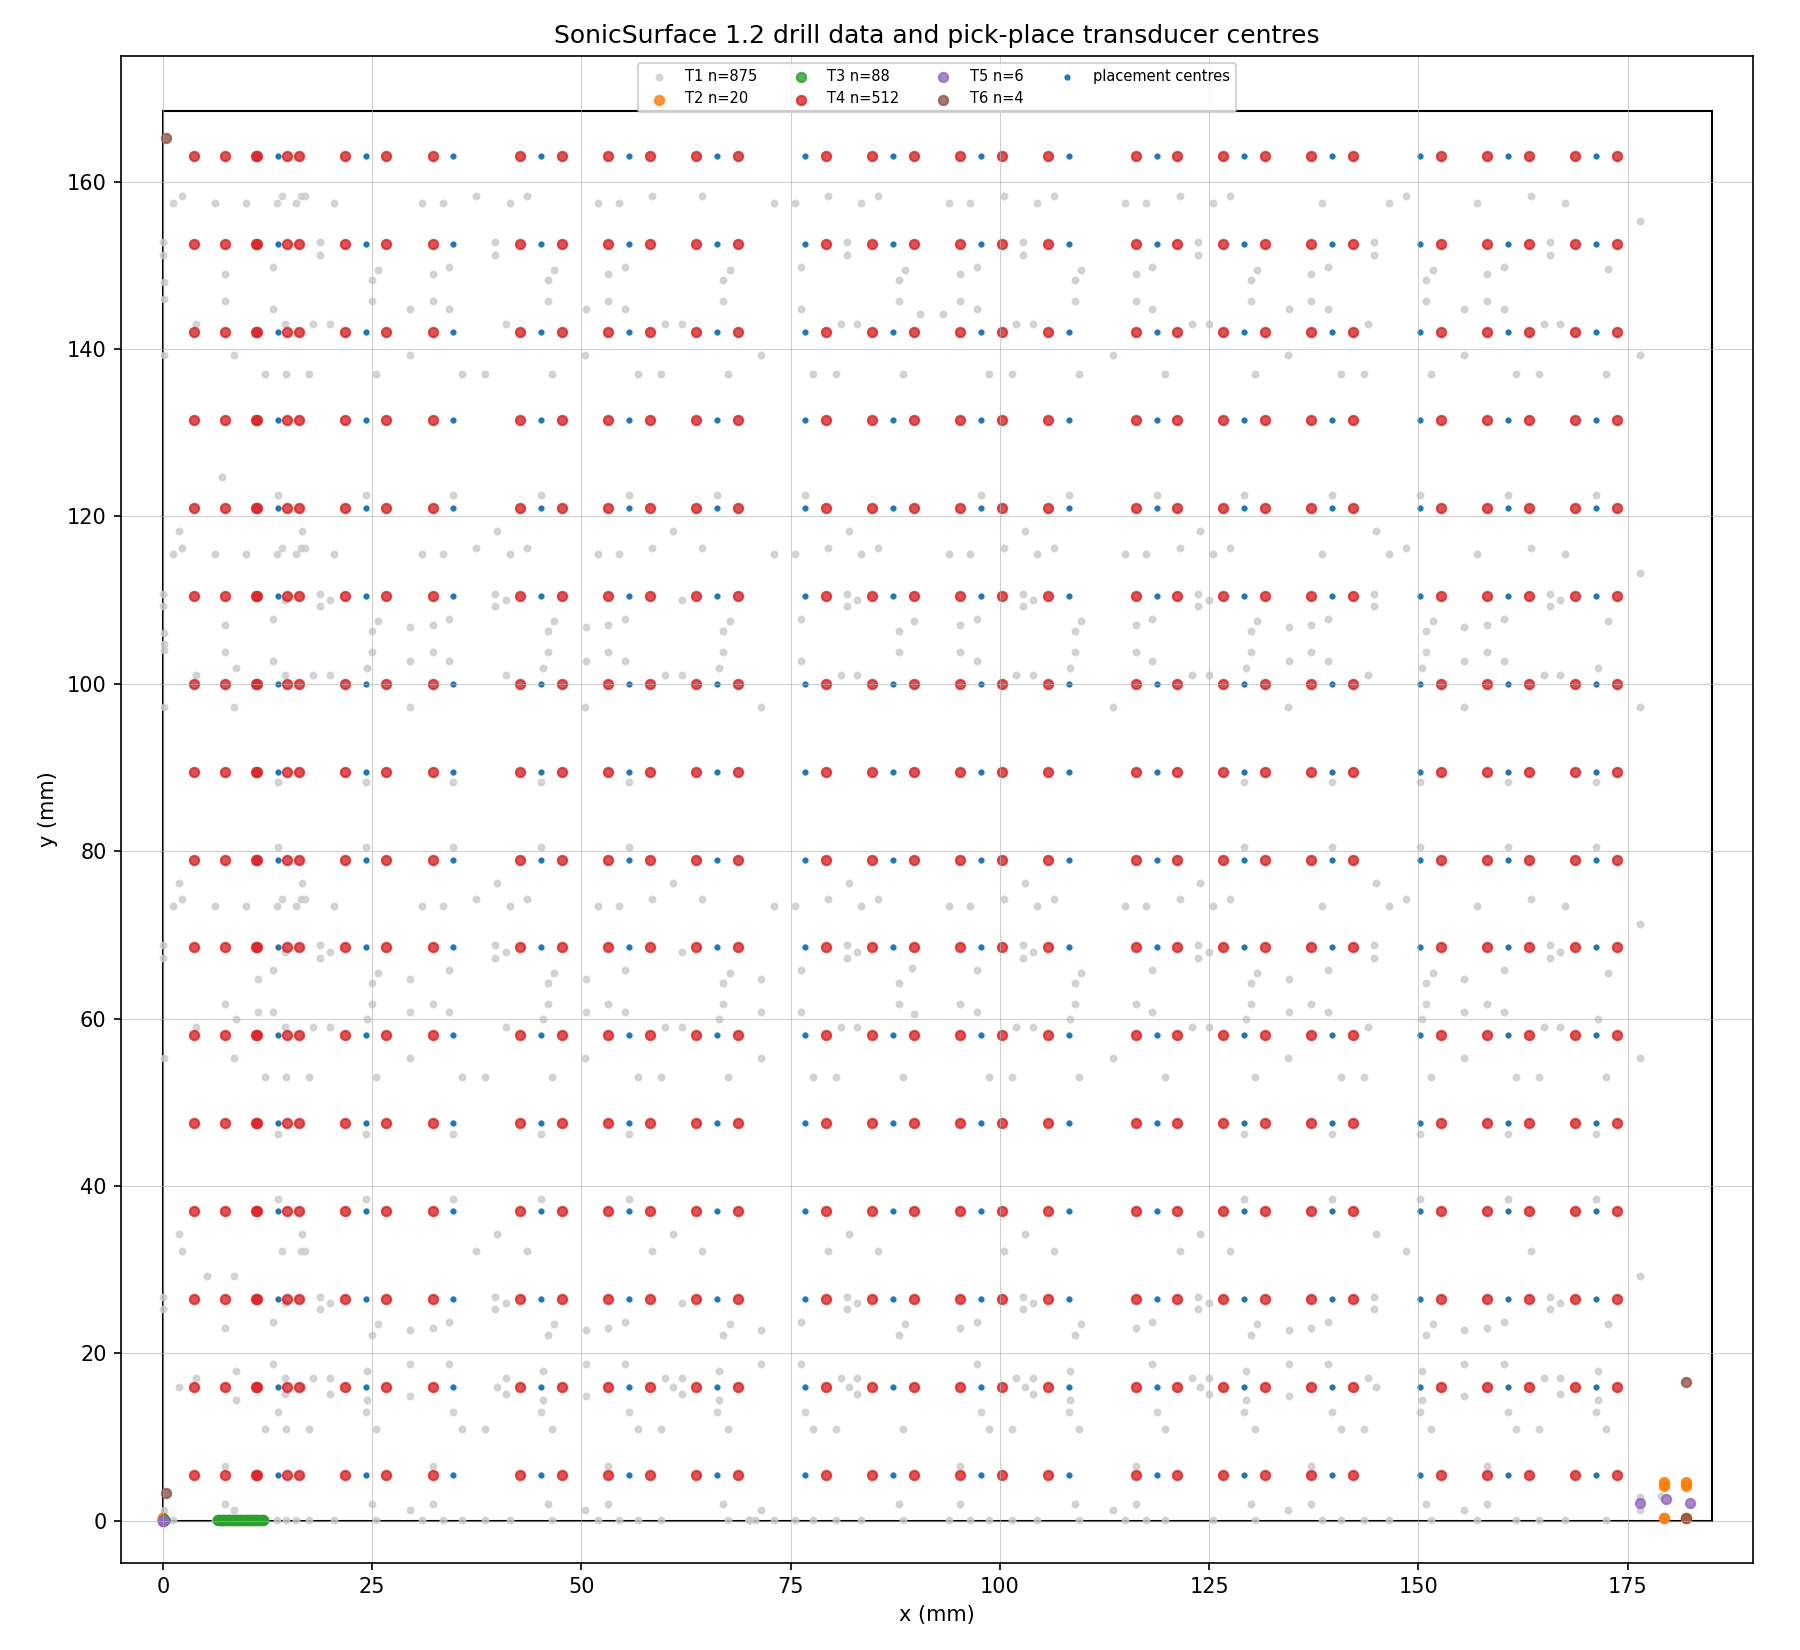 SonicSurface 1.2 drill data and pick-place transducer centres
T1 n=875 T3 n=88 T5 n=6 placement centres
T2 n=20 T4 n=512 T6 n=4
160
140
120
100
80
60
40
20
0
y (mm)
0 25 50 75 100 125 150 175
x (mm)